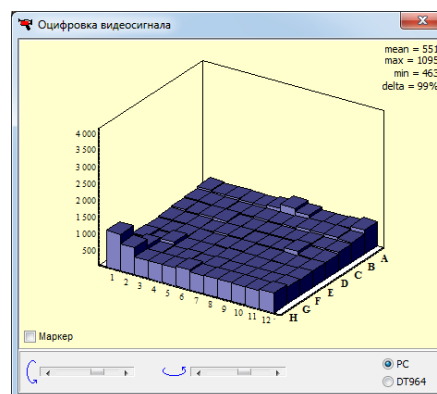 Оцифровка видеосигнала
mean = 551
max = 1095
min = 463
delta = 99%
4 000
3 500
3 000
2 500
2 000
1 500
1 000
500
1 2 3 4 5 6 7 8 9 10 11 12
H G F E D C B A
Маркер
PC
DT964